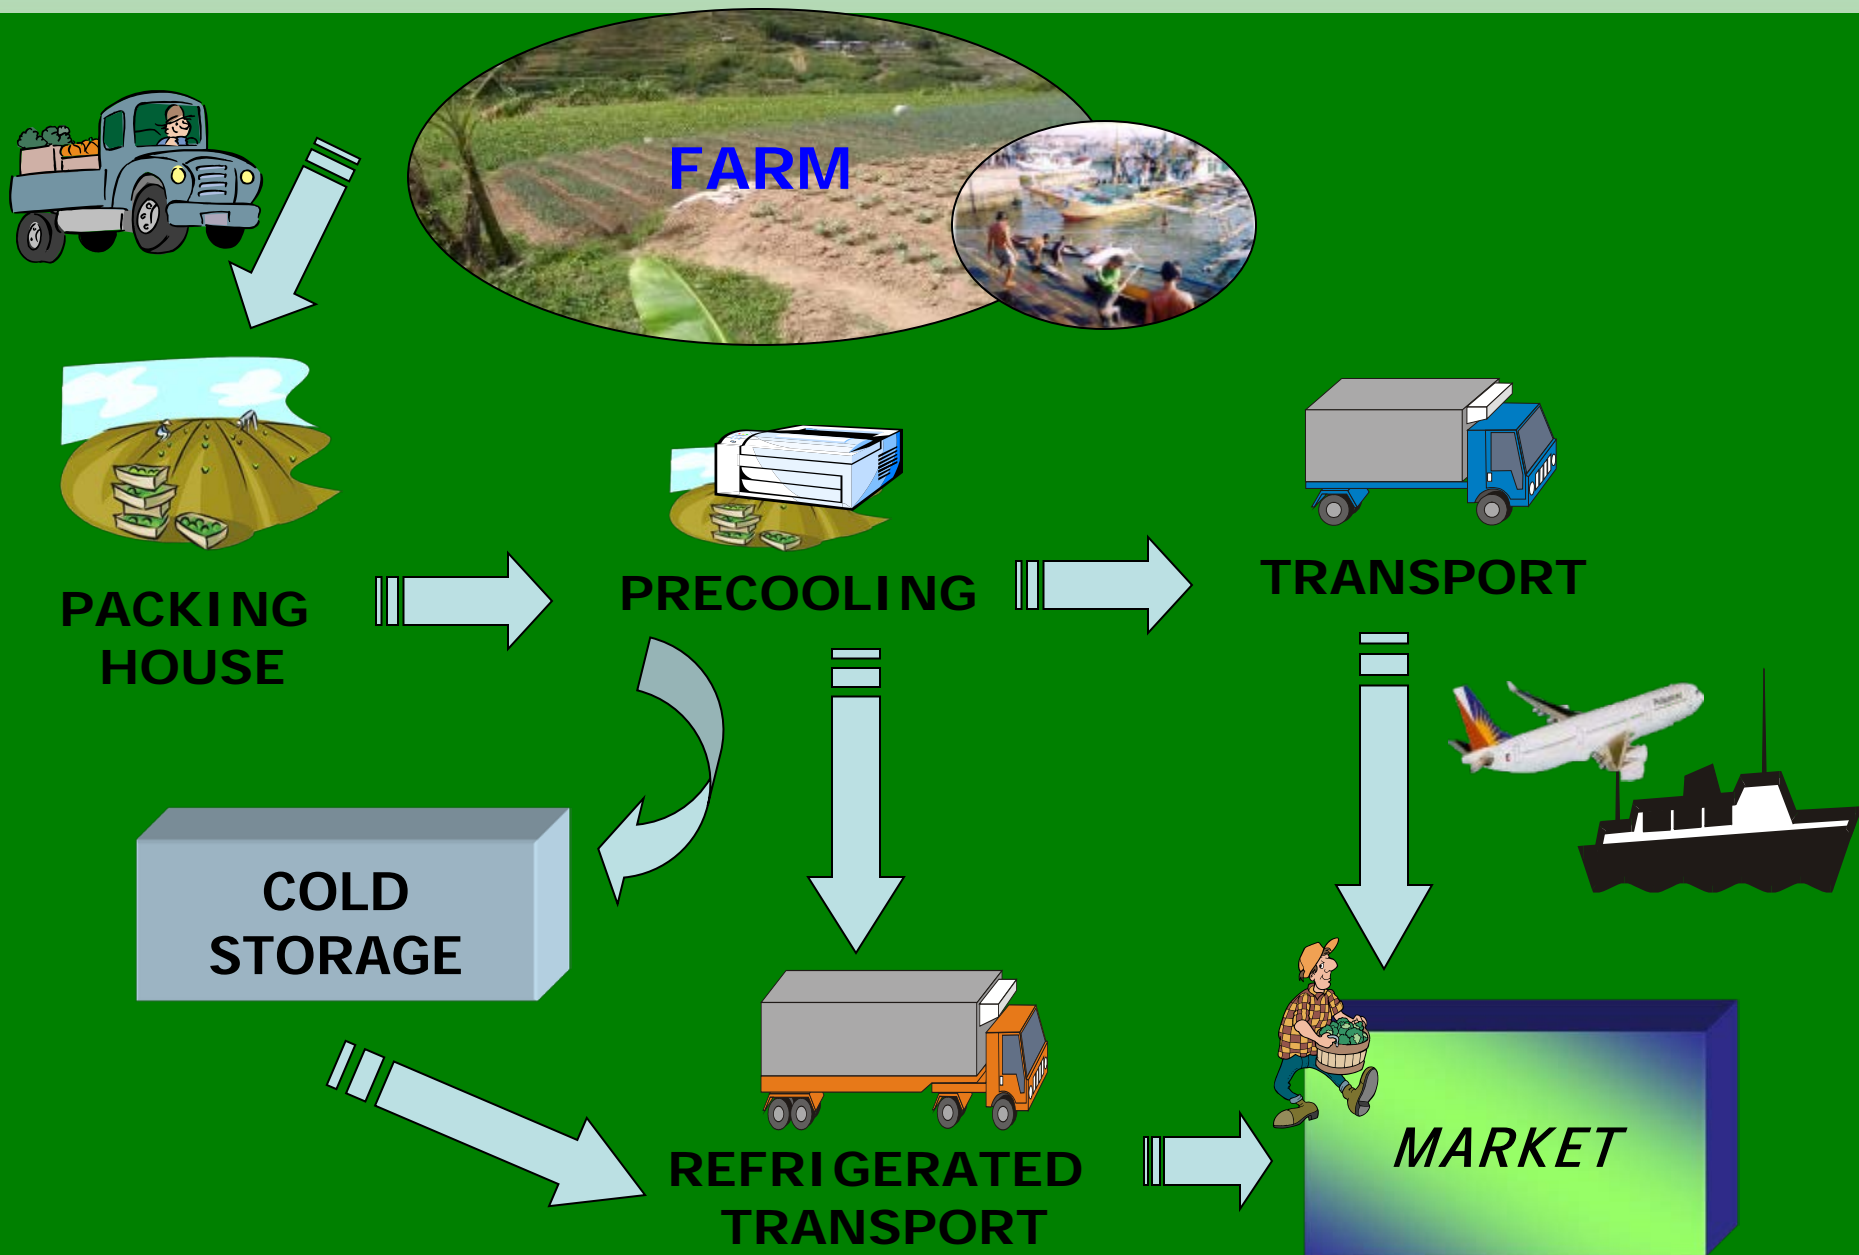 FARM
PACKING
HOUSE
PRECOOLING
TRANSPORT
COLD
STORAGE
REFRIGERATED
TRANSPORT
MARKET